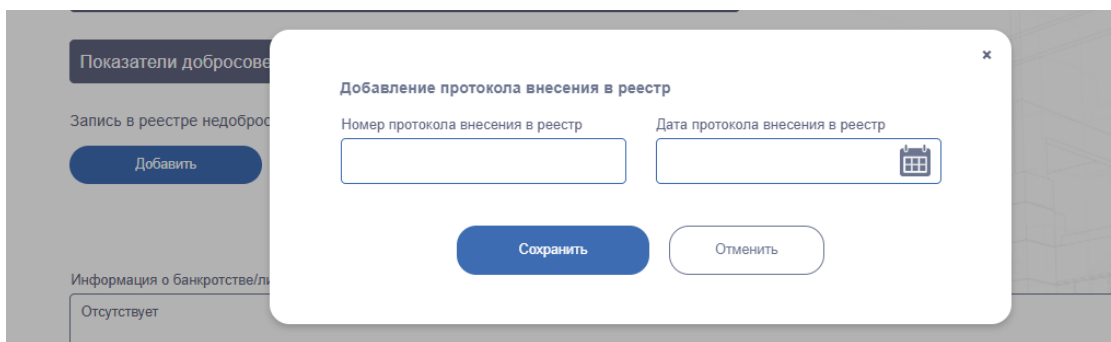 Показатели добросове
Запись в реестре недоброс
Добавить
Информация о банкротстве/ли
Отсутствует
×
Добавление протокола внесения в реестр
Номер протокола внесения в реестр
Дата протокола внесения в реестр
Сохранить
Отменить